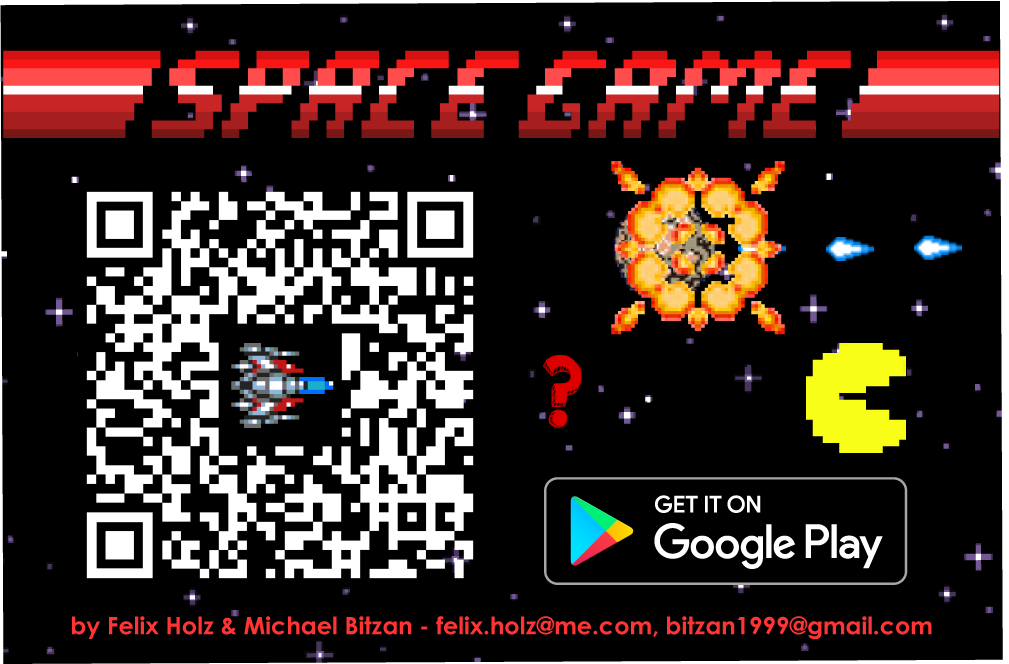 SPACE GAME
?
GET IT ON
Google Play
by Felix Holz & Michael Bitzan - felix.holz@me.com, bitzan1999@gmail.com